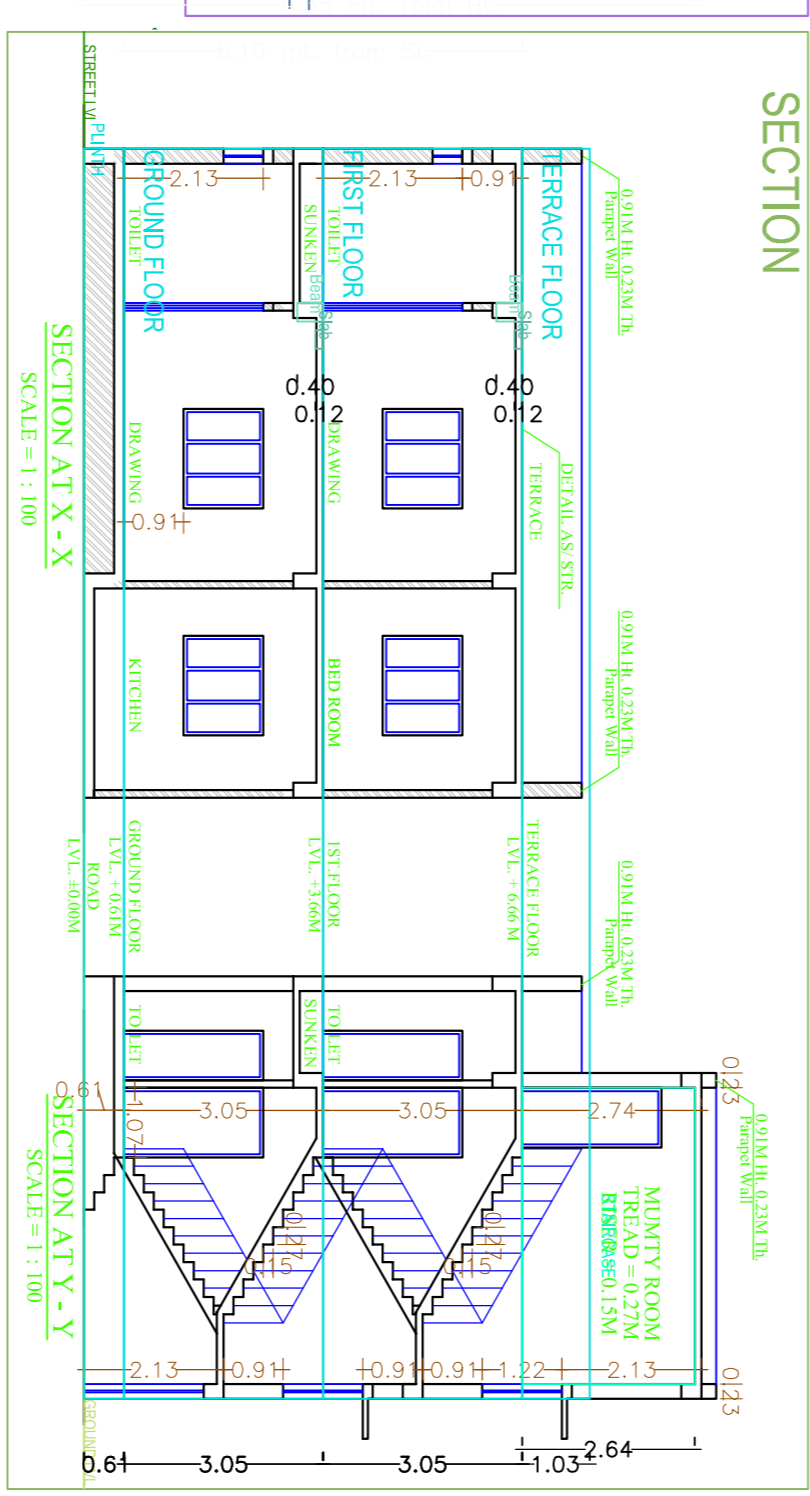 5 mt. Total Ht
6.10 mt. from SL
SECTION
STREET LVL
PLINTH
GROUND FLOOR
FIRST FLOOR
TERRACE FLOOR
0.91M Ht. 0.23M Th.
Parapet Wall
2.13
2.13
0.91
TOILET
TOILET
SUNKEN
Beam
Slab
Beam
Slab
0.40
0.12
0.40
0.12
DRAWING
DRAWING
TERRACE
DETAIL AS/ STR.
0.91
SECTION AT X - X
SCALE = 1 : 100
KITCHEN
BED ROOM
0.91M Ht. 0.23M Th.
Parapet Wall
ROAD
LVL. ±0.00M
GROUND FLOOR
LVL. + 0.61M
1ST.FLOOR
LVL. +3.66M
TERRACE FLOOR
LVL. + 6.66 M
0.91M Ht. 0.23M Th.
Parapet Wall
TOILET
TOILET
SUNKEN
0.23
0.91M Ht. 0.23M Th.
Parapet Wall
0.61
1.07
3.05
3.05
2.74
SECTION AT Y - Y
SCALE = 1 : 100
0.27
0.15
0.27
0.15
MUMTY ROOM
TREAD = 0.27M
STAIRCASE
0.15M
2.13
0.91
0.91
0.91
1.22
2.13
0.23
GROUND LVL
2.64
0.61
3.05
3.05
1.03